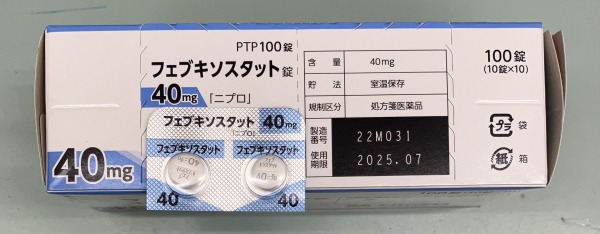 PTP100錠
フェブキソスタット錠
40mg 「ニプロ」
40mg
含量 40mg
貯法 室温保存
規制区分 処方箋医薬品
製造番号 22M031
使用期限 2025.07
100錠
(10錠×10)
プラ 袋
紙 箱
フェブキソスタット 40mg
「ニプロ」
フェブキソスタット フェブキソスタット
40 40